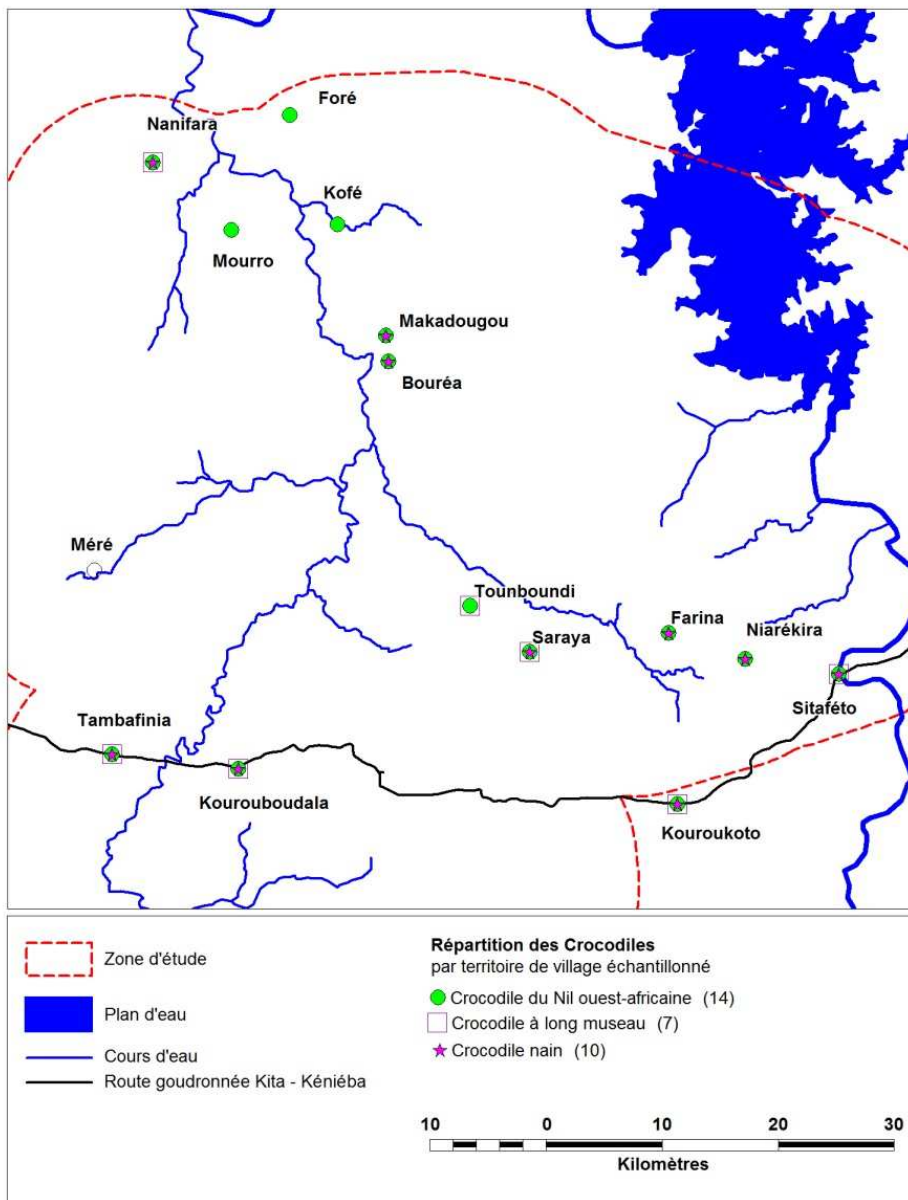 Foré
Nanifara
Kofé
Mourro
Makadougou
Bouréa
Méré
Tounboundi
Farina
Saraya
Niarékira
Sitaféto
Tambafinia
Kourouboudala
Kouroukoto
Zone d'étude
Plan d'eau
Cours d'eau
Route goudronnée Kita - Kéniéba
Répartition des Crocodiles
par territoire de village échantillonné
Crocodile du Nil ouest-africaine (14)
Crocodile à long museau (7)
Crocodile nain (10)
10 0 10 20 30
Kilomètres